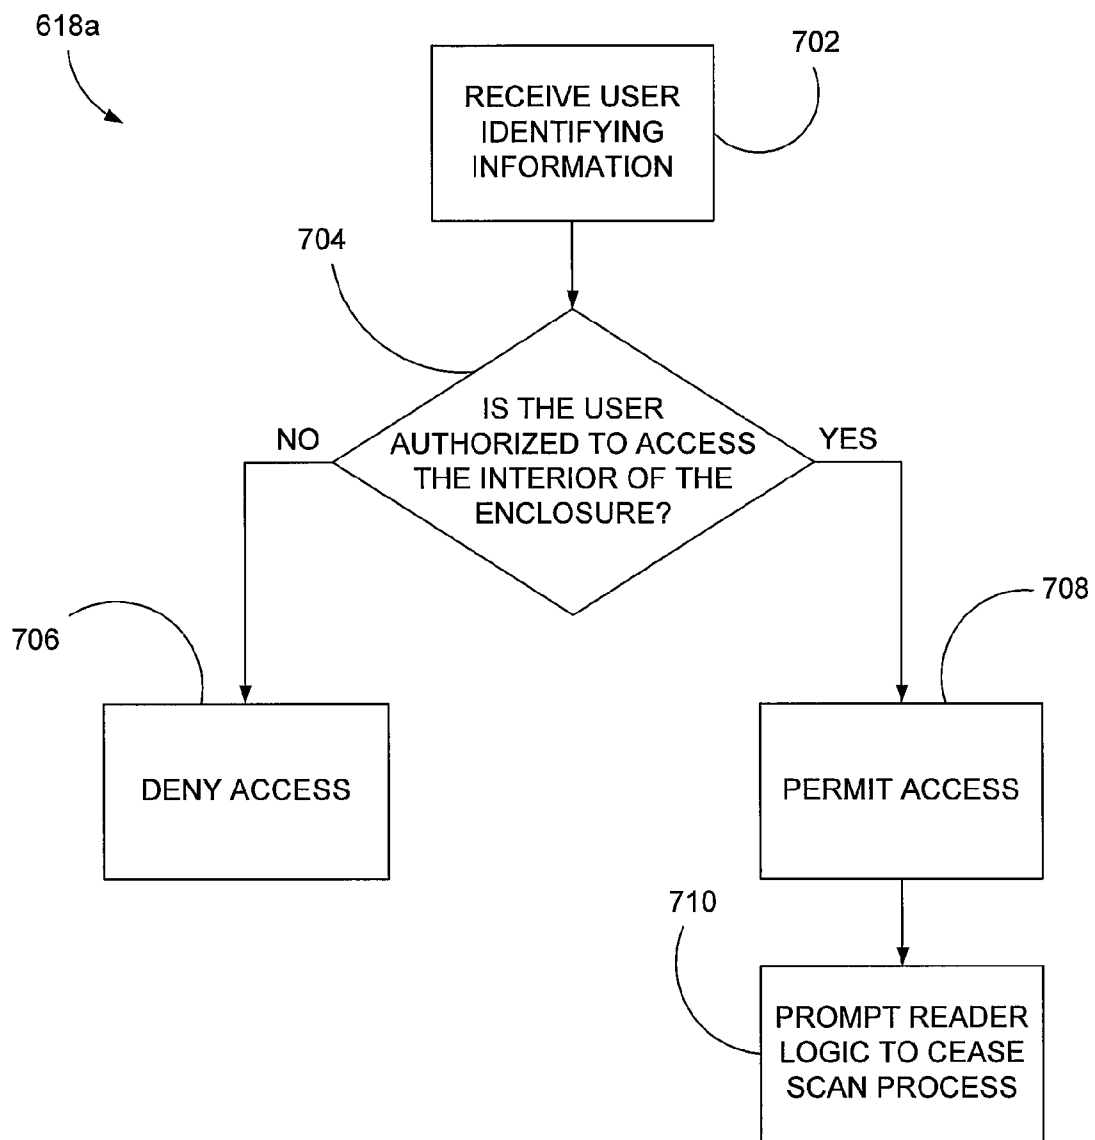 618a
702
RECEIVE USER
IDENTIFYING
INFORMATION
704
IS THE USER
AUTHORIZED TO ACCESS
THE INTERIOR OF THE
ENCLOSURE?
NO
YES
706
708
DENY ACCESS
PERMIT ACCESS
710
PROMPT READER
LOGIC TO CEASE
SCAN PROCESS